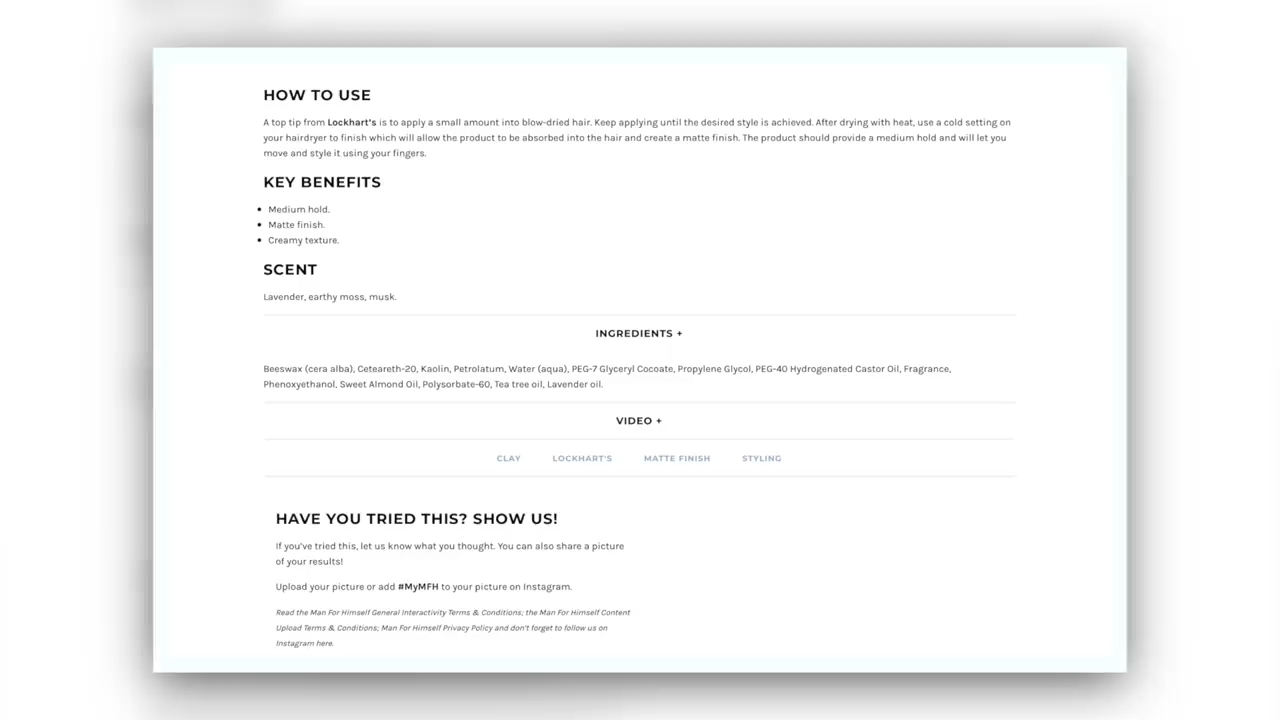 HOW TO USE
A top tip from Lockhart's is to apply a small amount into blow-dried hair. Keep applying until the desired style is achieved. After drying with heat, use a cold setting on
your hairdryer to finish which will allow the product to be absorbed into the hair and create a matte finish. The product should provide a medium hold and will let you
move and style it using your fingers.
KEY BENEFITS
• Medium hold.
• Matte finish.
• Creamy texture.
SCENT
Lavender, earthy moss, musk.
INGREDIENTS +
Beeswax (cera alba), Ceteareth-20, Kaolin, Petrolatum, Water (aqua), PEG-7 Glyceryl Cocoate, Propylene Glycol, PEG-40 Hydrogenated Castor Oil, Fragrance,
Phenoxyethanol, Sweet Almond Oil, Polysorbate-60, Tea tree oil, Lavender oil.
VIDEO +
CLAY LOCKHART'S MATTE FINISH STYLING
HAVE YOU TRIED THIS? SHOW US!
If you've tried this, let us know what you thought. You can also share a picture
of your results!
Upload your picture or add #MyMFH to your picture on Instagram.
Read the Man For Himself General Interactivity Terms & Conditions; the Man For Himself Content
Upload Terms & Conditions; Man For Himself Privacy Policy and don't forget to follow us on
Instagram here.